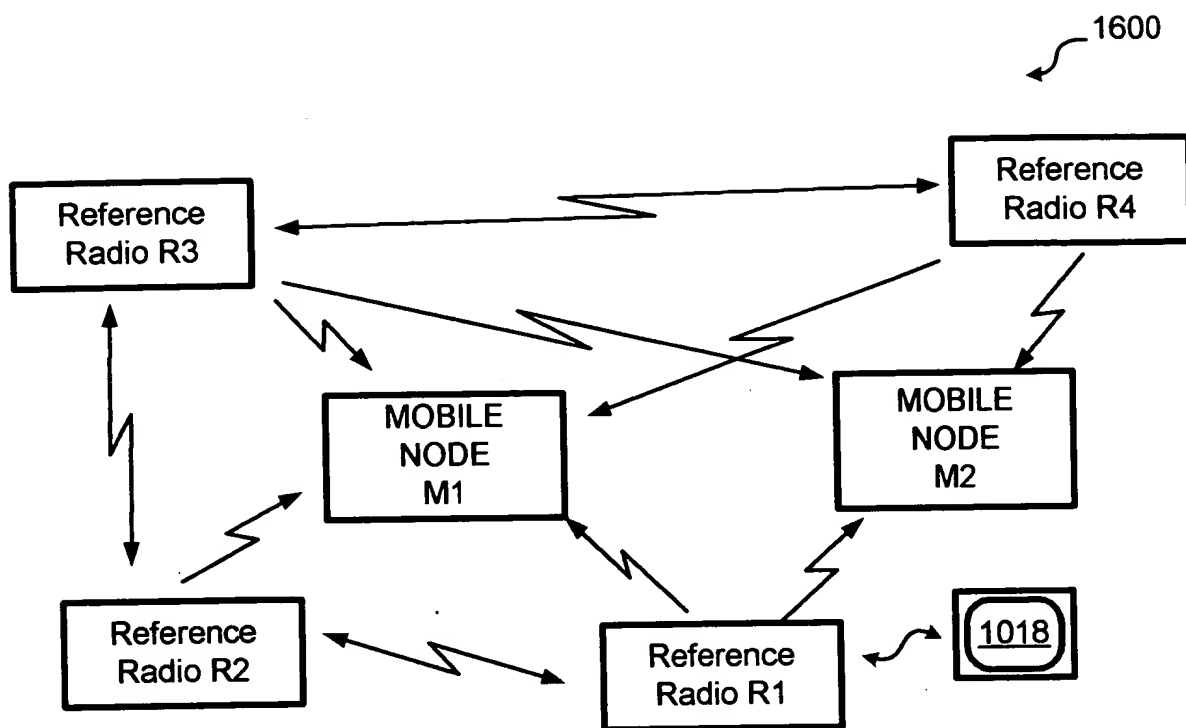 1600
Reference
Radio R4
Reference
Radio R3
MOBILE
NODE
M1
MOBILE
NODE
M2
Reference
Radio R2
Reference
Radio R1
1018